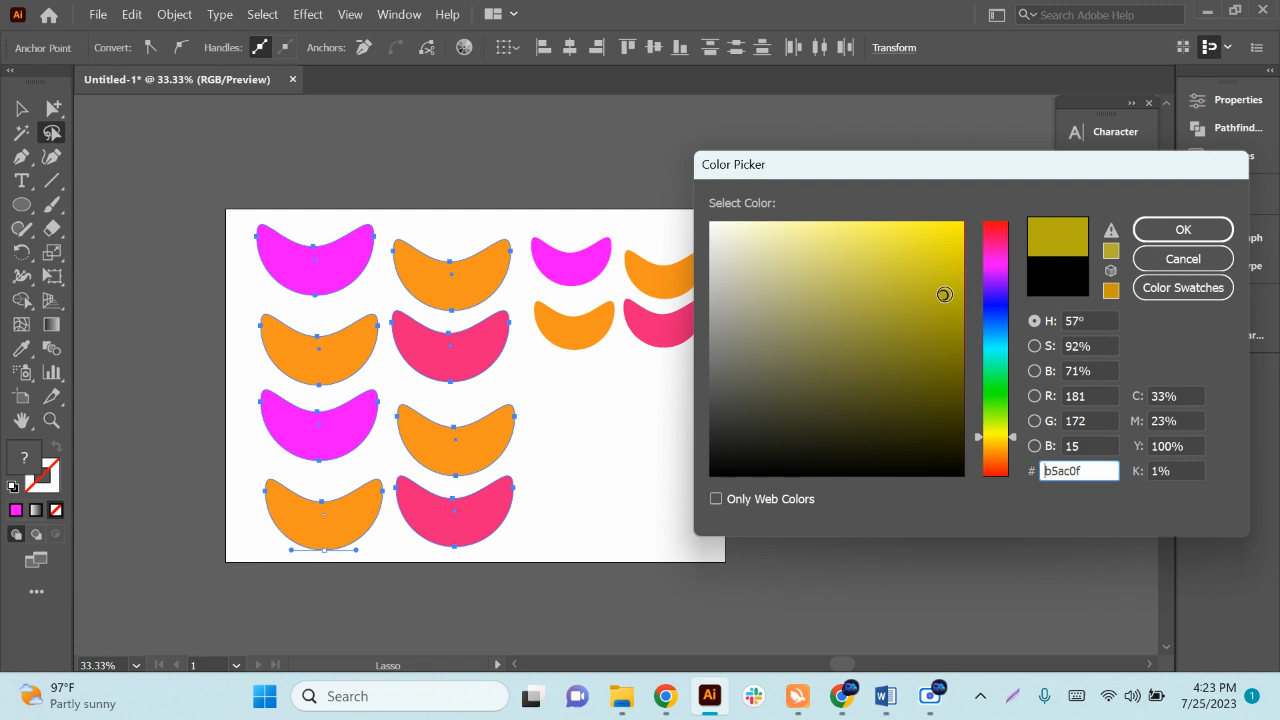 Ai File Edit Object Type Select Effect View Window Help Search Adobe Help
Anchor Point Convert: Handles: Anchors: Transform
Untitled-1* @ 33.33% (RGB/Preview)
Properties
Pathfind...
Character
Color Picker
Select Color:
OK
Cancel
Color Swatches
H: 57°
S: 92%
B: 71%
R: 181 C: 33%
G: 172 M: 23%
B: 15 Y: 100%
# b5ac0f K: 1%
Only Web Colors
?
33.33% 1 Lasso
97°F
Partly sunny
Search
Ai
4:23 PM
7/25/2023
1